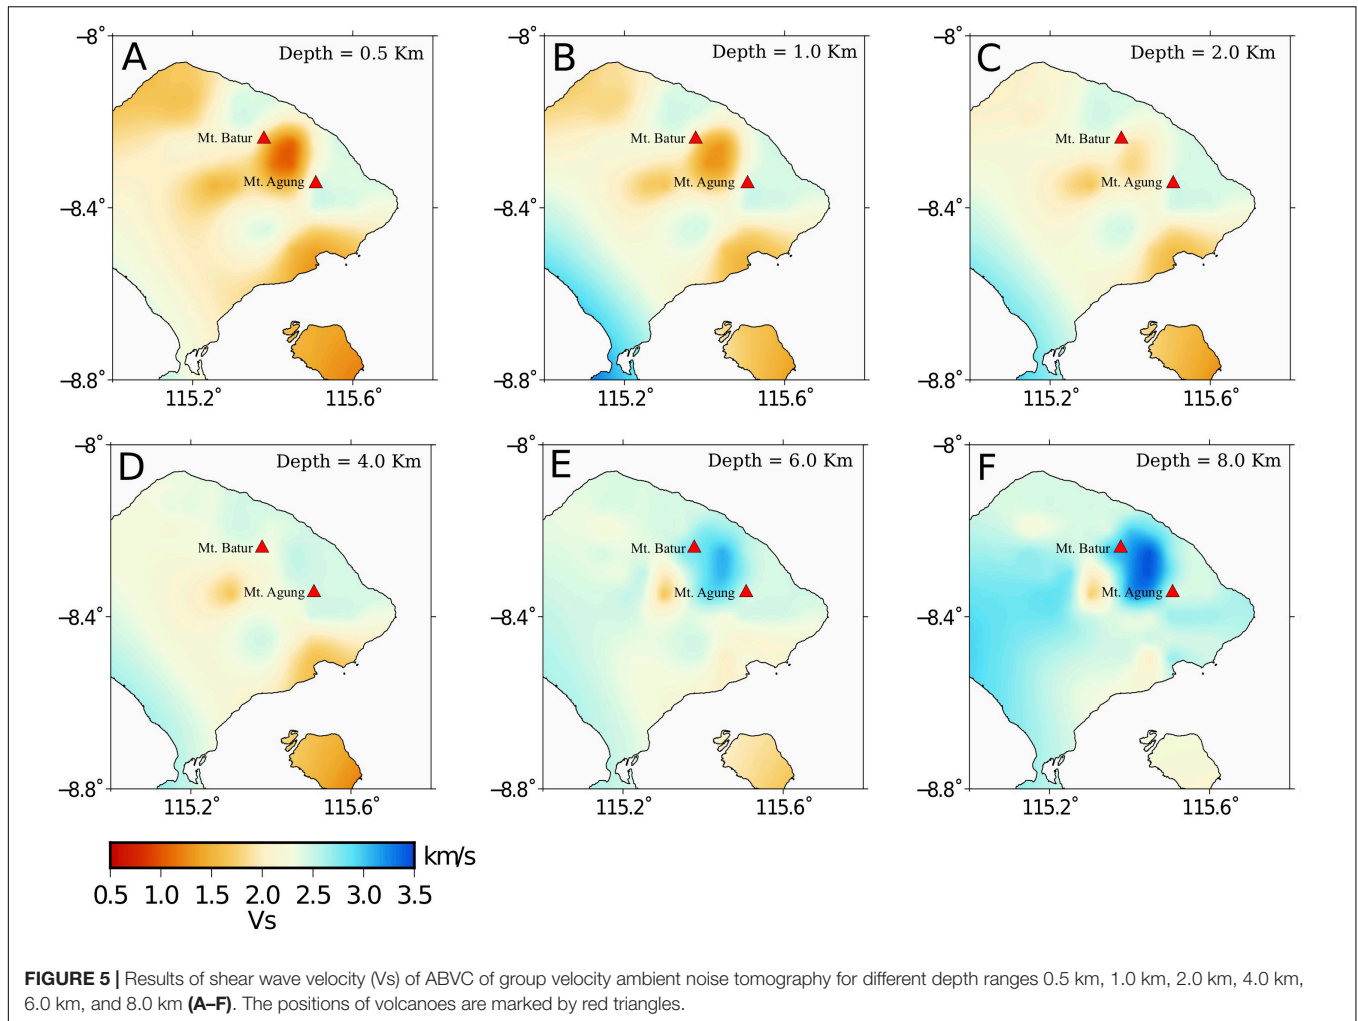 A
Depth = 0.5 Km
−8°
−8.4
−8.8
115.2°
115.6°
Mt. Batur
Mt. Agung
B
Depth = 1.0 Km
−8°
−8.4
−8.8
115.2°
115.6°
Mt. Batur
Mt. Agung
C
Depth = 2.0 Km
−8°
−8.4
−8.8
115.2°
115.6°
Mt. Batur
Mt. Agung
D
Depth = 4.0 Km
−8°
−8.4
−8.8
115.2°
115.6°
Mt. Batur
Mt. Agung
E
Depth = 6.0 Km
−8°
−8.4
−8.8
115.2°
115.6°
Mt. Batur
Mt. Agung
F
Depth = 8.0 Km
−8°
−8.4
−8.8
115.2°
115.6°
Mt. Batur
Mt. Agung
km/s
0.5 1.0 1.5 2.0 2.5 3.0 3.5
Vs
FIGURE 5 | Results of shear wave velocity (Vs) of ABVC of group velocity ambient noise tomography for different depth ranges 0.5 km, 1.0 km, 2.0 km, 4.0 km,
6.0 km, and 8.0 km (A–F). The positions of volcanoes are marked by red triangles.